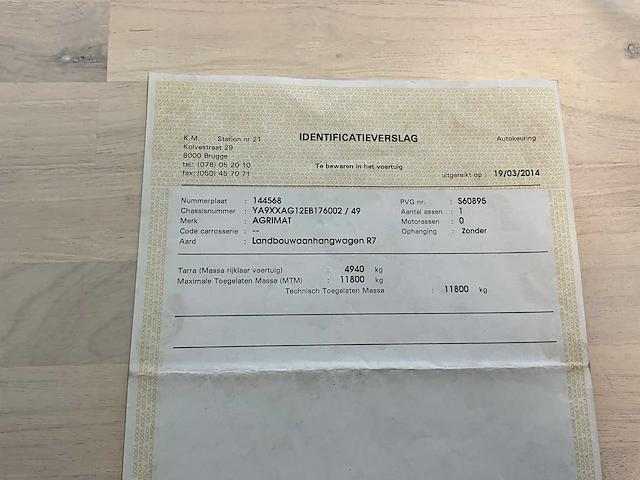 K.M. Station nr 21
IDENTIFICATIEVERSLAG
Autokeuring
Kolvestraat 29
8000 Brugge
tel: (078) 05 20 10
Te bewaren in het voertuig
fax: (050) 45 70 71
uitgereikt op : 19/03/2014
Nummerplaat : 144568
PVG nr. : S60895
Chassisnummer : YA9XXAG12EB176002 / 49
Aantal assen : 1
Merk : AGRIMAT
Motorassen : 0
Code carrosserie : --
Ophanging : Zonder
Aard : Landbouwaanhangwagen R7
Tarra (Massa rijklaar voertuig) : 4940 kg
Maximale Toegelaten Massa (MTM) : 11800 kg
Technisch Toegelaten Massa : 11800 kg